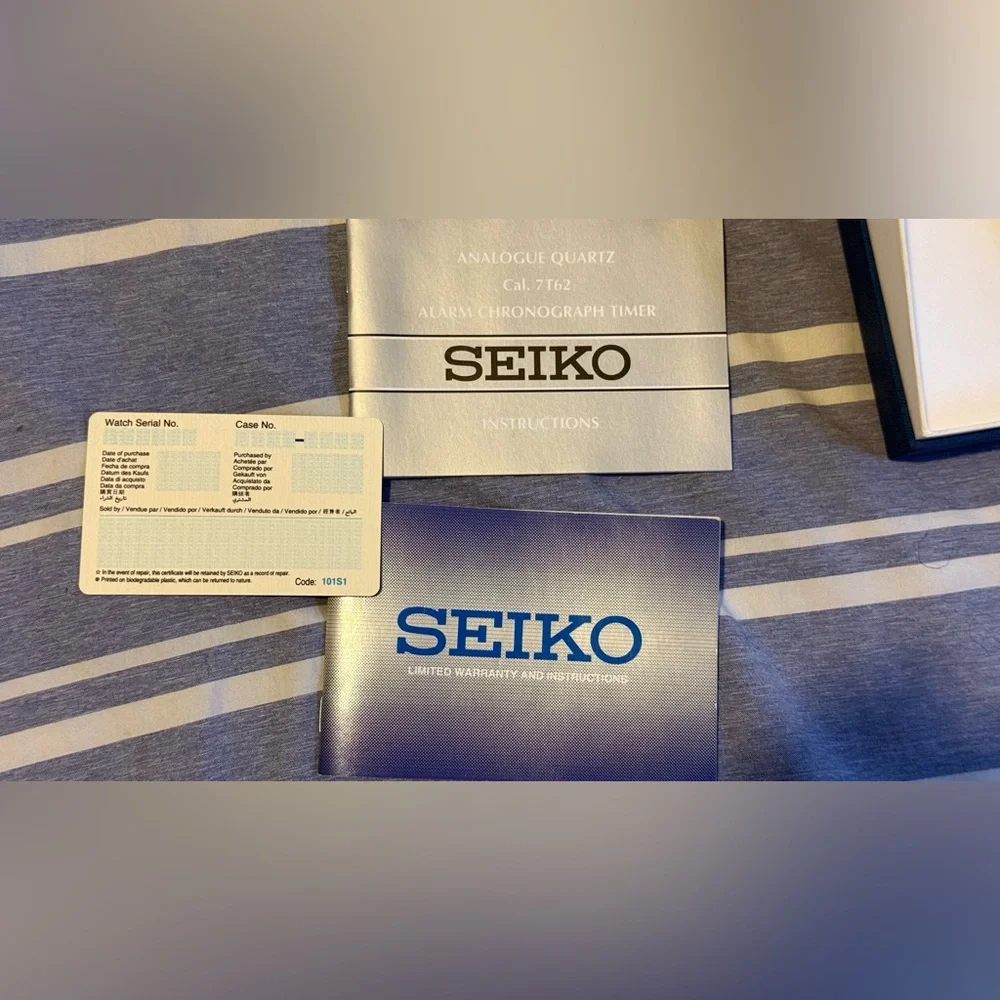 ANALOGUE QUARTZ
Cal. 7T62
ALARM CHRONOGRAPH TIMER
SEIKO
INSTRUCTIONS
Watch Serial No.
Case No.
–
Date of purchase
Date d'achat
Fecha de compra
Datum des Kaufs
Data di acquisto
Data da compra
購買日期
تاريخ الشراء
Purchased by
Achetée par
Comprado por
Gekauft von
Acquistato da
Comprado por
購錶者
المشتري
Sold by / Vendue par / Vendido por / Verkauft durch / Venduto da / Vendido por / 經售者 / البائع
☆ In the event of repair, this certificate will be retained by SEIKO as a record of repair.
⊕ Printed on biodegradable plastic, which can be returned to nature.
Code: 101S1
SEIKO
LIMITED WARRANTY AND INSTRUCTIONS